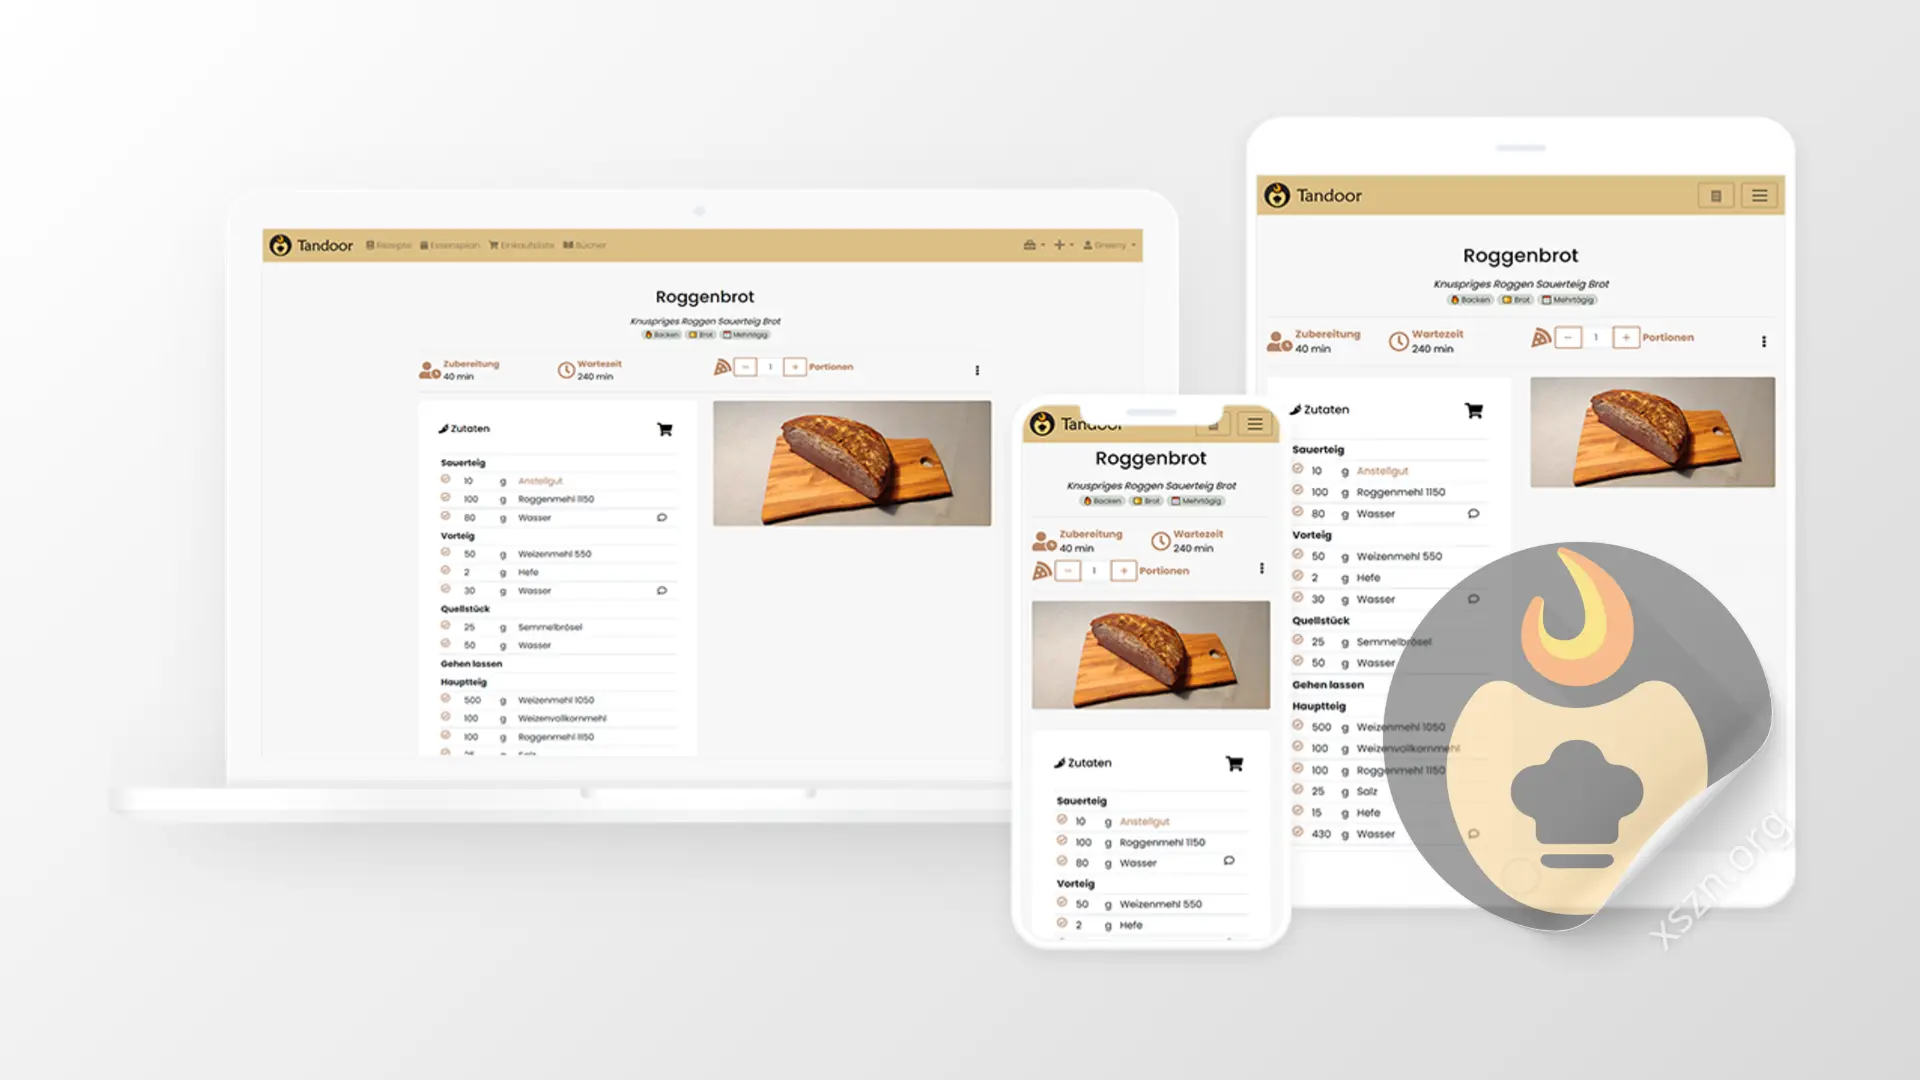 Tandoor Rezepte Essensplan Einkaufsliste Bücher Greeny
Roggenbrot
Knuspriges Roggen Sauerteig Brot
Backen Brot Mehrtägig
Zubereitung
40 min
Wartezeit
240 min
1 Portionen
Zutaten
Sauerteig
10 g Anstellgut
100 g Roggenmehl 1150
80 g Wasser
Vorteig
50 g Weizenmehl 550
2 g Hefe
30 g Wasser
Quellstück
25 g Semmelbrösel
50 g Wasser
Gehen lassen
Hauptteig
500 g Weizenmehl 1050
100 g Weizenvollkornmehl
100 g Roggenmehl 1150
Tandoor
Roggenbrot
Knuspriges Roggen Sauerteig Brot
Backen Brot Mehrtägig
Zubereitung
40 min
Wartezeit
240 min
1 Portionen
Zutaten
Sauerteig
10 g Anstellgut
100 g Roggenmehl 1150
80 g Wasser
Vorteig
50 g Weizenmehl 550
2 g Hefe
Tandoor
Roggenbrot
Knuspriges Roggen Sauerteig Brot
Backen Brot Mehrtägig
Zubereitung
40 min
Wartezeit
240 min
1 Portionen
Zutaten
Sauerteig
10 g Anstellgut
100 g Roggenmehl 1150
80 g Wasser
Vorteig
50 g Weizenmehl 550
2 g Hefe
30 g Wasser
Quellstück
25 g Semmelbrösel
50 g Wasser
Gehen lassen
Hauptteig
500 g Weizenmehl 1050
100 g Weizenvollkornmehl
100 g Roggenmehl 1150
25 g Salz
15 g Hefe
430 g Wasser
xszn.org